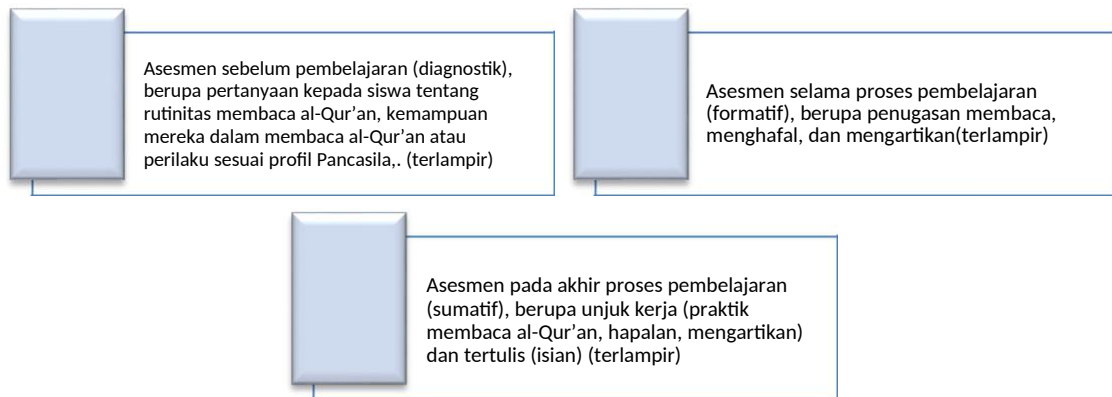 Asesmen sebelum pembelajaran (diagnostik),
berupa pertanyaan kepada siswa tentang
rutinitas membaca al-Qur’an, kemampuan
mereka dalam membaca al-Qur’an atau
perilaku sesuai profil Pancasila,. (terlampir)
Asesmen selama proses pembelajaran
(formatif), berupa penugasan membaca,
menghafal, dan mengartikan(terlampir)
Asesmen pada akhir proses pembelajaran
(sumatif), berupa unjuk kerja (praktik
membaca al-Qur’an, hapalan, mengartikan)
dan tertulis (isian) (terlampir)